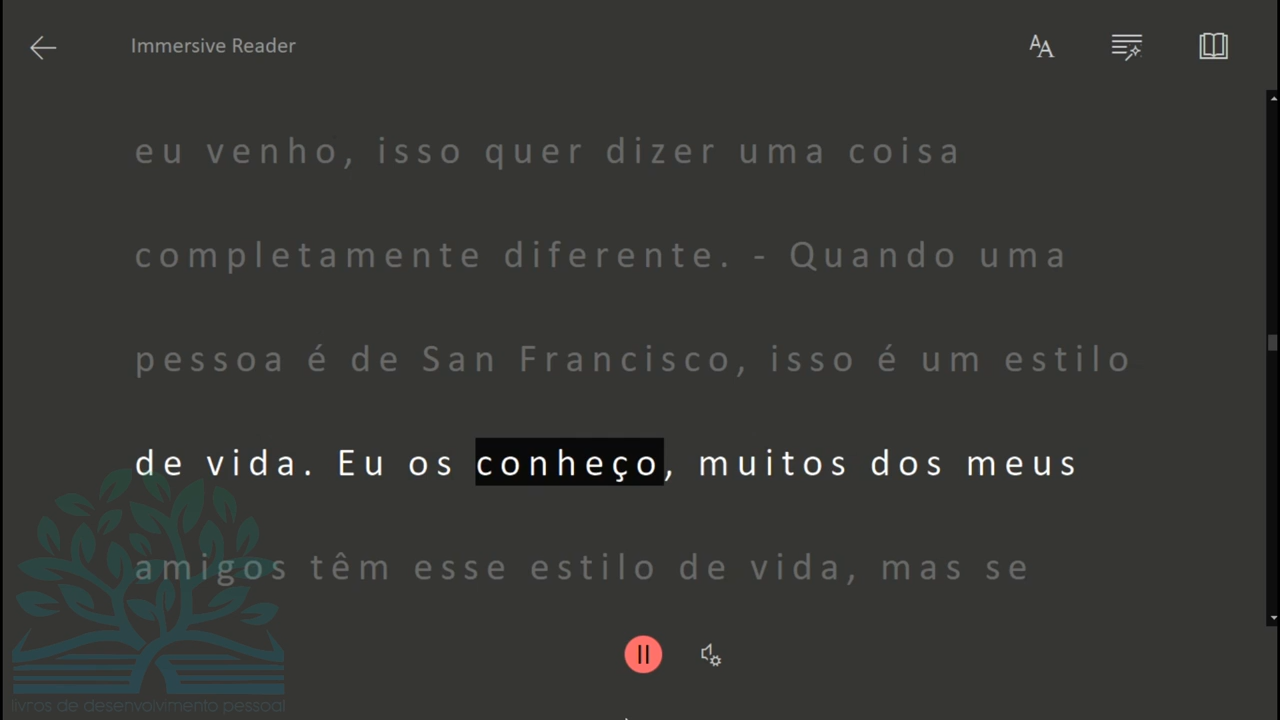 Immersive Reader
eu venho, isso quer dizer uma coisa
completamente diferente. - Quando uma
pessoa é de San Francisco, isso é um estilo
de vida. Eu os conheço, muitos dos meus
amigos têm esse estilo de vida, mas se
livros de desenvolvimento pessoal